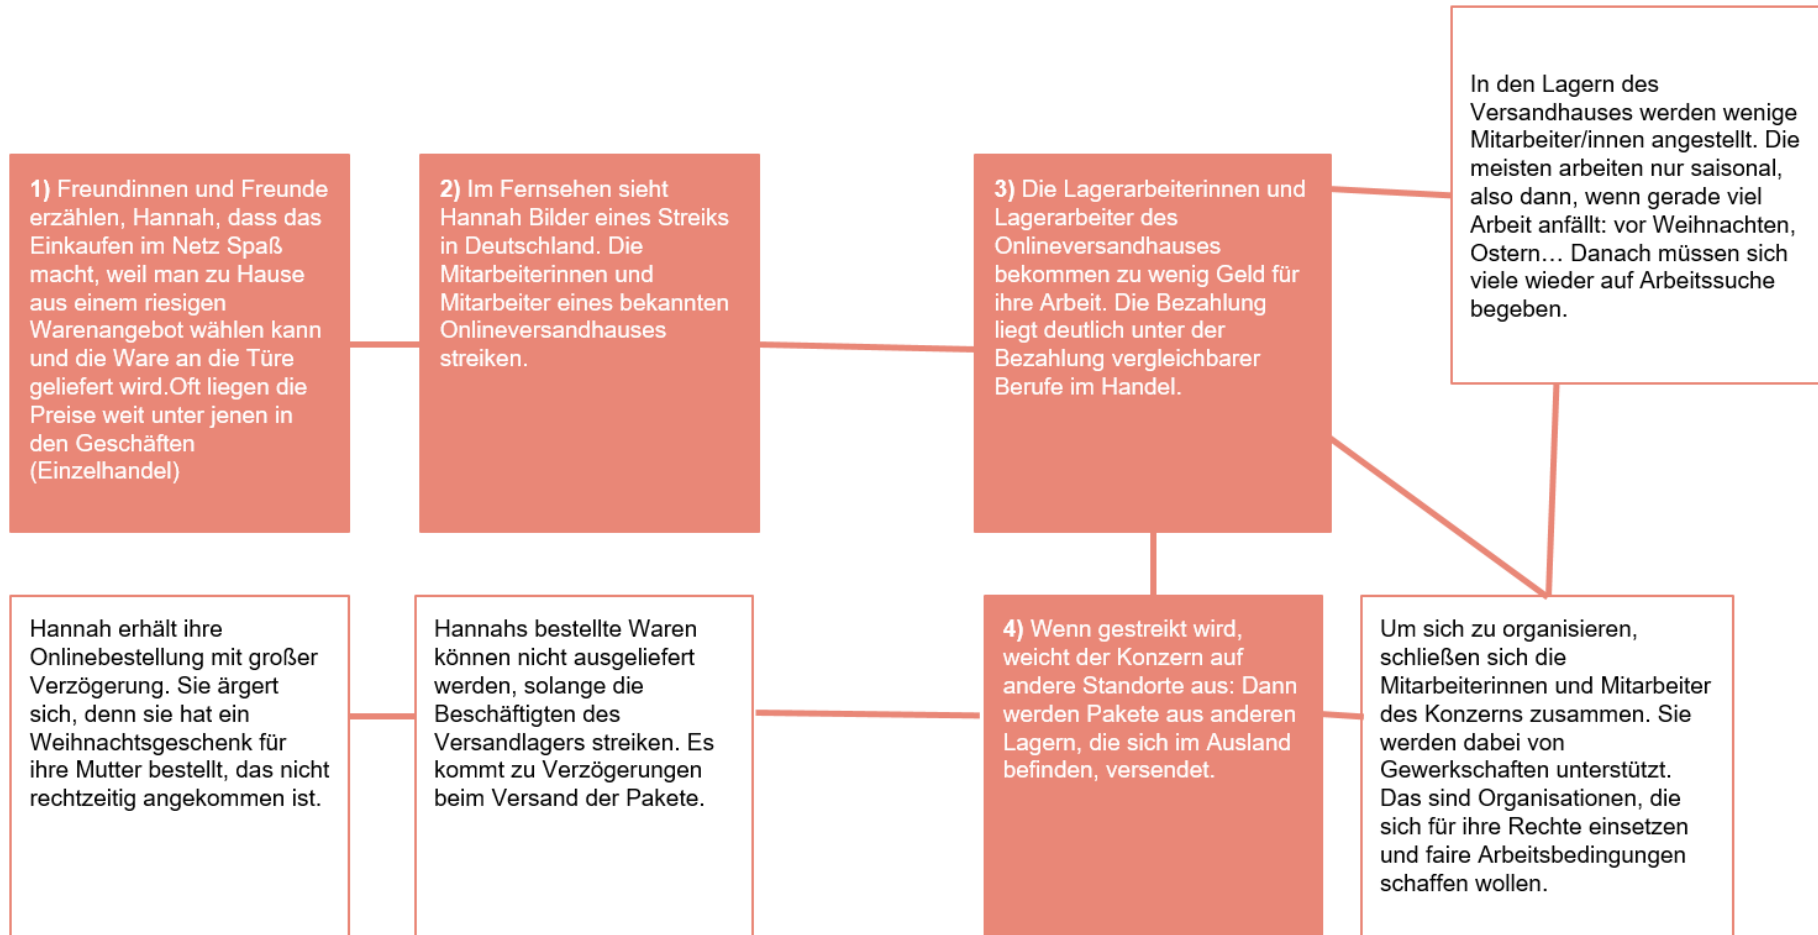 1) Freundinnen und Freunde
erzählen, Hannah, dass das
Einkaufen im Netz Spaß
macht, weil man zu Hause
aus einem riesigen
Warenangebot wählen kann
und die Ware an die Türe
geliefert wird.Oft liegen die
Preise weit unter jenen in
den Geschäften
(Einzelhandel)
2) Im Fernsehen sieht
Hannah Bilder eines Streiks
in Deutschland. Die
Mitarbeiterinnen und
Mitarbeiter eines bekannten
Onlineversandhauses
streiken.
3) Die Lagerarbeiterinnen und
Lagerarbeiter des
Onlineversandhauses
bekommen zu wenig Geld für
ihre Arbeit. Die Bezahlung
liegt deutlich unter der
Bezahlung vergleichbarer
Berufe im Handel.
In den Lagern des
Versandhauses werden wenige
Mitarbeiter/innen angestellt. Die
meisten arbeiten nur saisonal,
also dann, wenn gerade viel
Arbeit anfällt: vor Weihnachten,
Ostern… Danach müssen sich
viele wieder auf Arbeitssuche
begeben.
Hannah erhält ihre
Onlinebestellung mit großer
Verzögerung. Sie ärgert
sich, denn sie hat ein
Weihnachtsgeschenk für
ihre Mutter bestellt, das nicht
rechtzeitig angekommen ist.
Hannahs bestellte Waren
können nicht ausgeliefert
werden, solange die
Beschäftigten des
Versandlagers streiken. Es
kommt zu Verzögerungen
beim Versand der Pakete.
4) Wenn gestreikt wird,
weicht der Konzern auf
andere Standorte aus: Dann
werden Pakete aus anderen
Lagern, die sich im Ausland
befinden, versendet.
Um sich zu organisieren,
schließen sich die
Mitarbeiterinnen und Mitarbeiter
des Konzerns zusammen. Sie
werden dabei von
Gewerkschaften unterstützt.
Das sind Organisationen, die
sich für ihre Rechte einsetzen
und faire Arbeitsbedingungen
schaffen wollen.